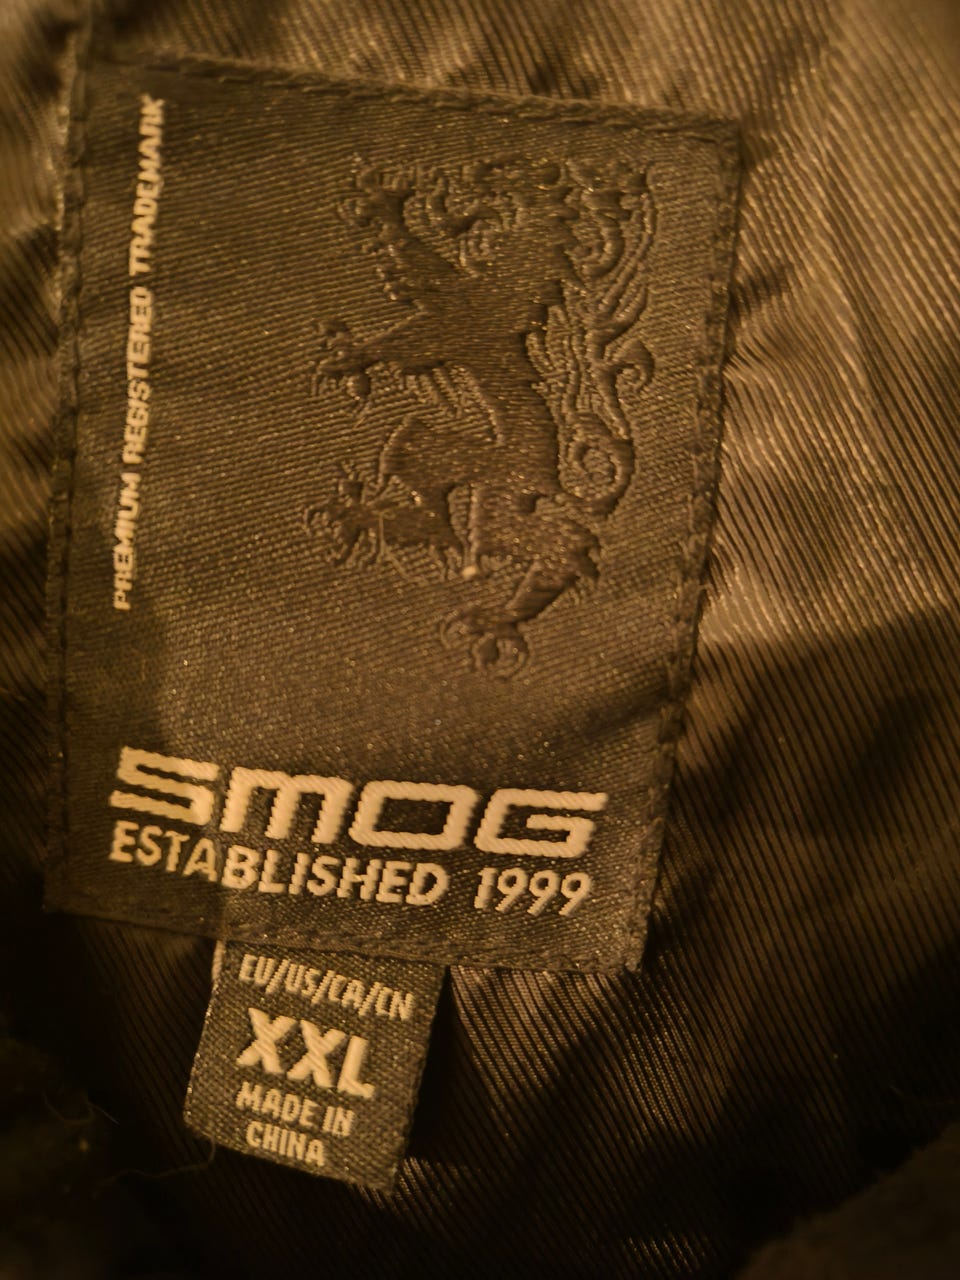 PREMIUM REGISTERED TRADEMARK
SMOG
ESTABLISHED 1999
EU/US/CA/CN
XXL
MADE IN
CHINA